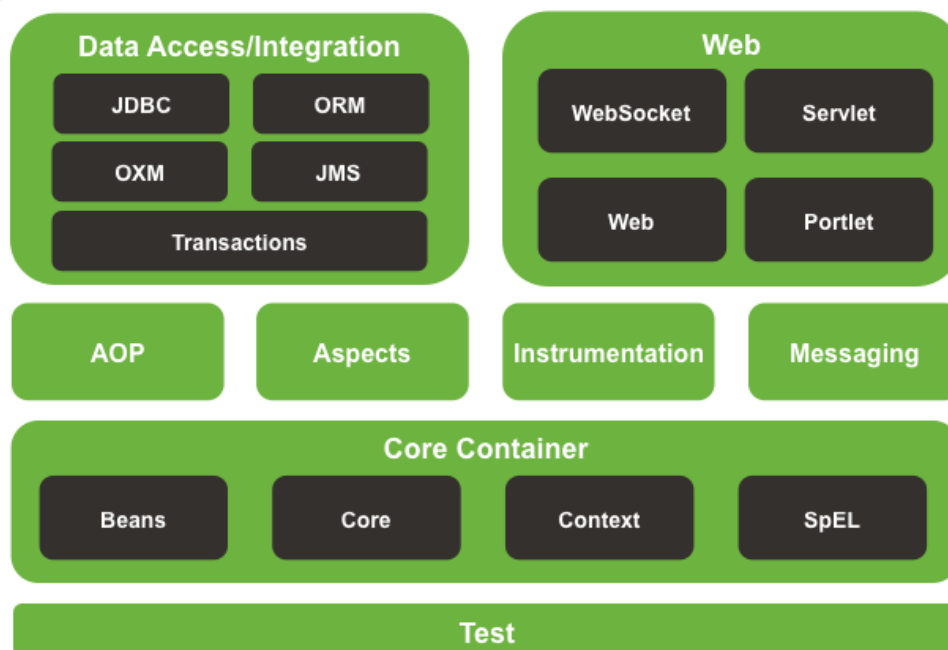 Data Access/Integration
JDBC
ORM
OXM
JMS
Transactions
Web
WebSocket
Servlet
Web
Portlet
AOP
Aspects
Instrumentation
Messaging
Core Container
Beans
Core
Context
SpEL
Test